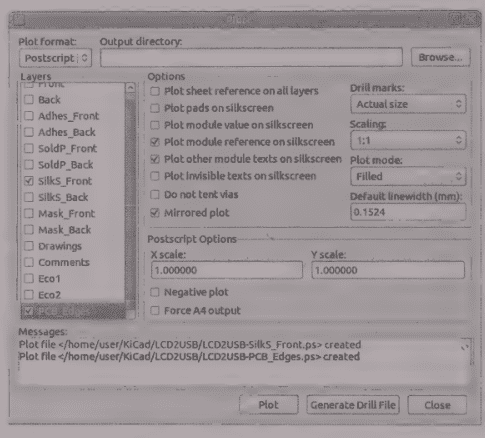 Plot
Plot format: Output directory:
Postscript Browse...
Layers Options
Front
Plot sheet reference on all layers Drill marks:
Back
Plot pads on silkscreen Actual size
Adhes_Front
Plot module value on silkscreen Scaling:
Adhes_Back
Plot module reference on silkscreen 1:1
SoldP_Front
Plot other module texts on silkscreen Plot mode:
SoldP_Back
Plot invisible texts on silkscreen Filled
SilkS_Front
Do not tent vias Default linewidth (mm):
SilkS_Back
Mirrored plot 0.1524
Mask_Front
Mask_Back
Postscript Options
Drawings
X scale: Y scale:
Comments
1.000000 1.000000
Eco1
Negative plot
Eco2
Force A4 output
PCB_Edges
Messages:
Plot file </home/user/KiCad/LCD2USB/LCD2USB-SilkS_Front.ps> created
Plot file </home/user/KiCad/LCD2USB/LCD2USB-PCB_Edges.ps> created
Plot Generate Drill File Close